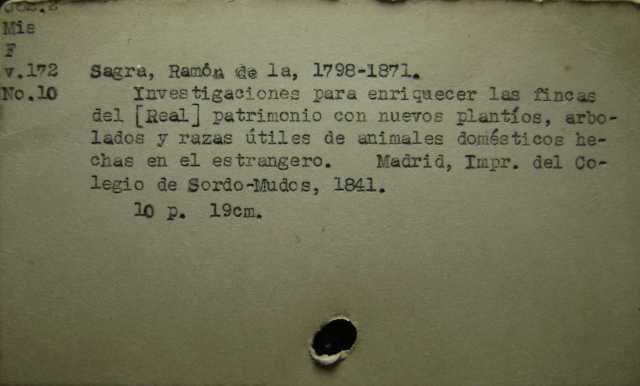 Mis
F
v.172 Sagra, Ramón de la, 1798-1871.
No.10 Investigaciones para enriquecer las fincas
del [Real] patrimonio con nuevos plantíos, arbo-
lados y razas útiles de animales domésticos he-
chas en el estrangero. Madrid, Impr. del Co-
legio de Sordo-Mudos, 1841.
10 p. 19cm.